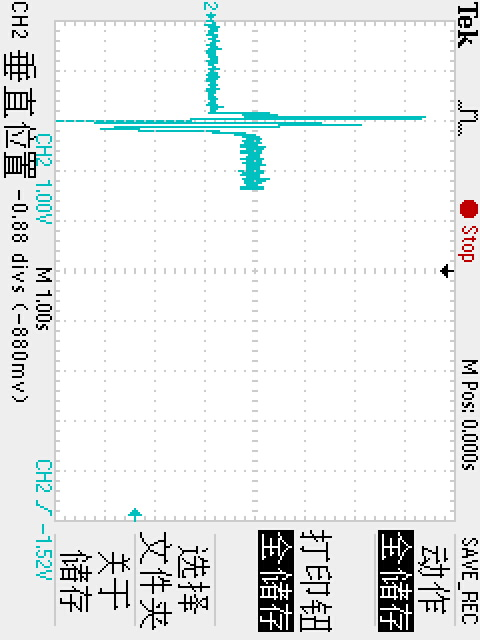 Tek
Stop
M Pos: 0.000s
SAVE_REC
动作
全储存
打印钮
全储存
选择
文件夹
关于
储存
2
CH2 1.00V
M 1.00s
CH2 / -1.52V
CH2 垂直位置 -0.88 divs (-880mv)